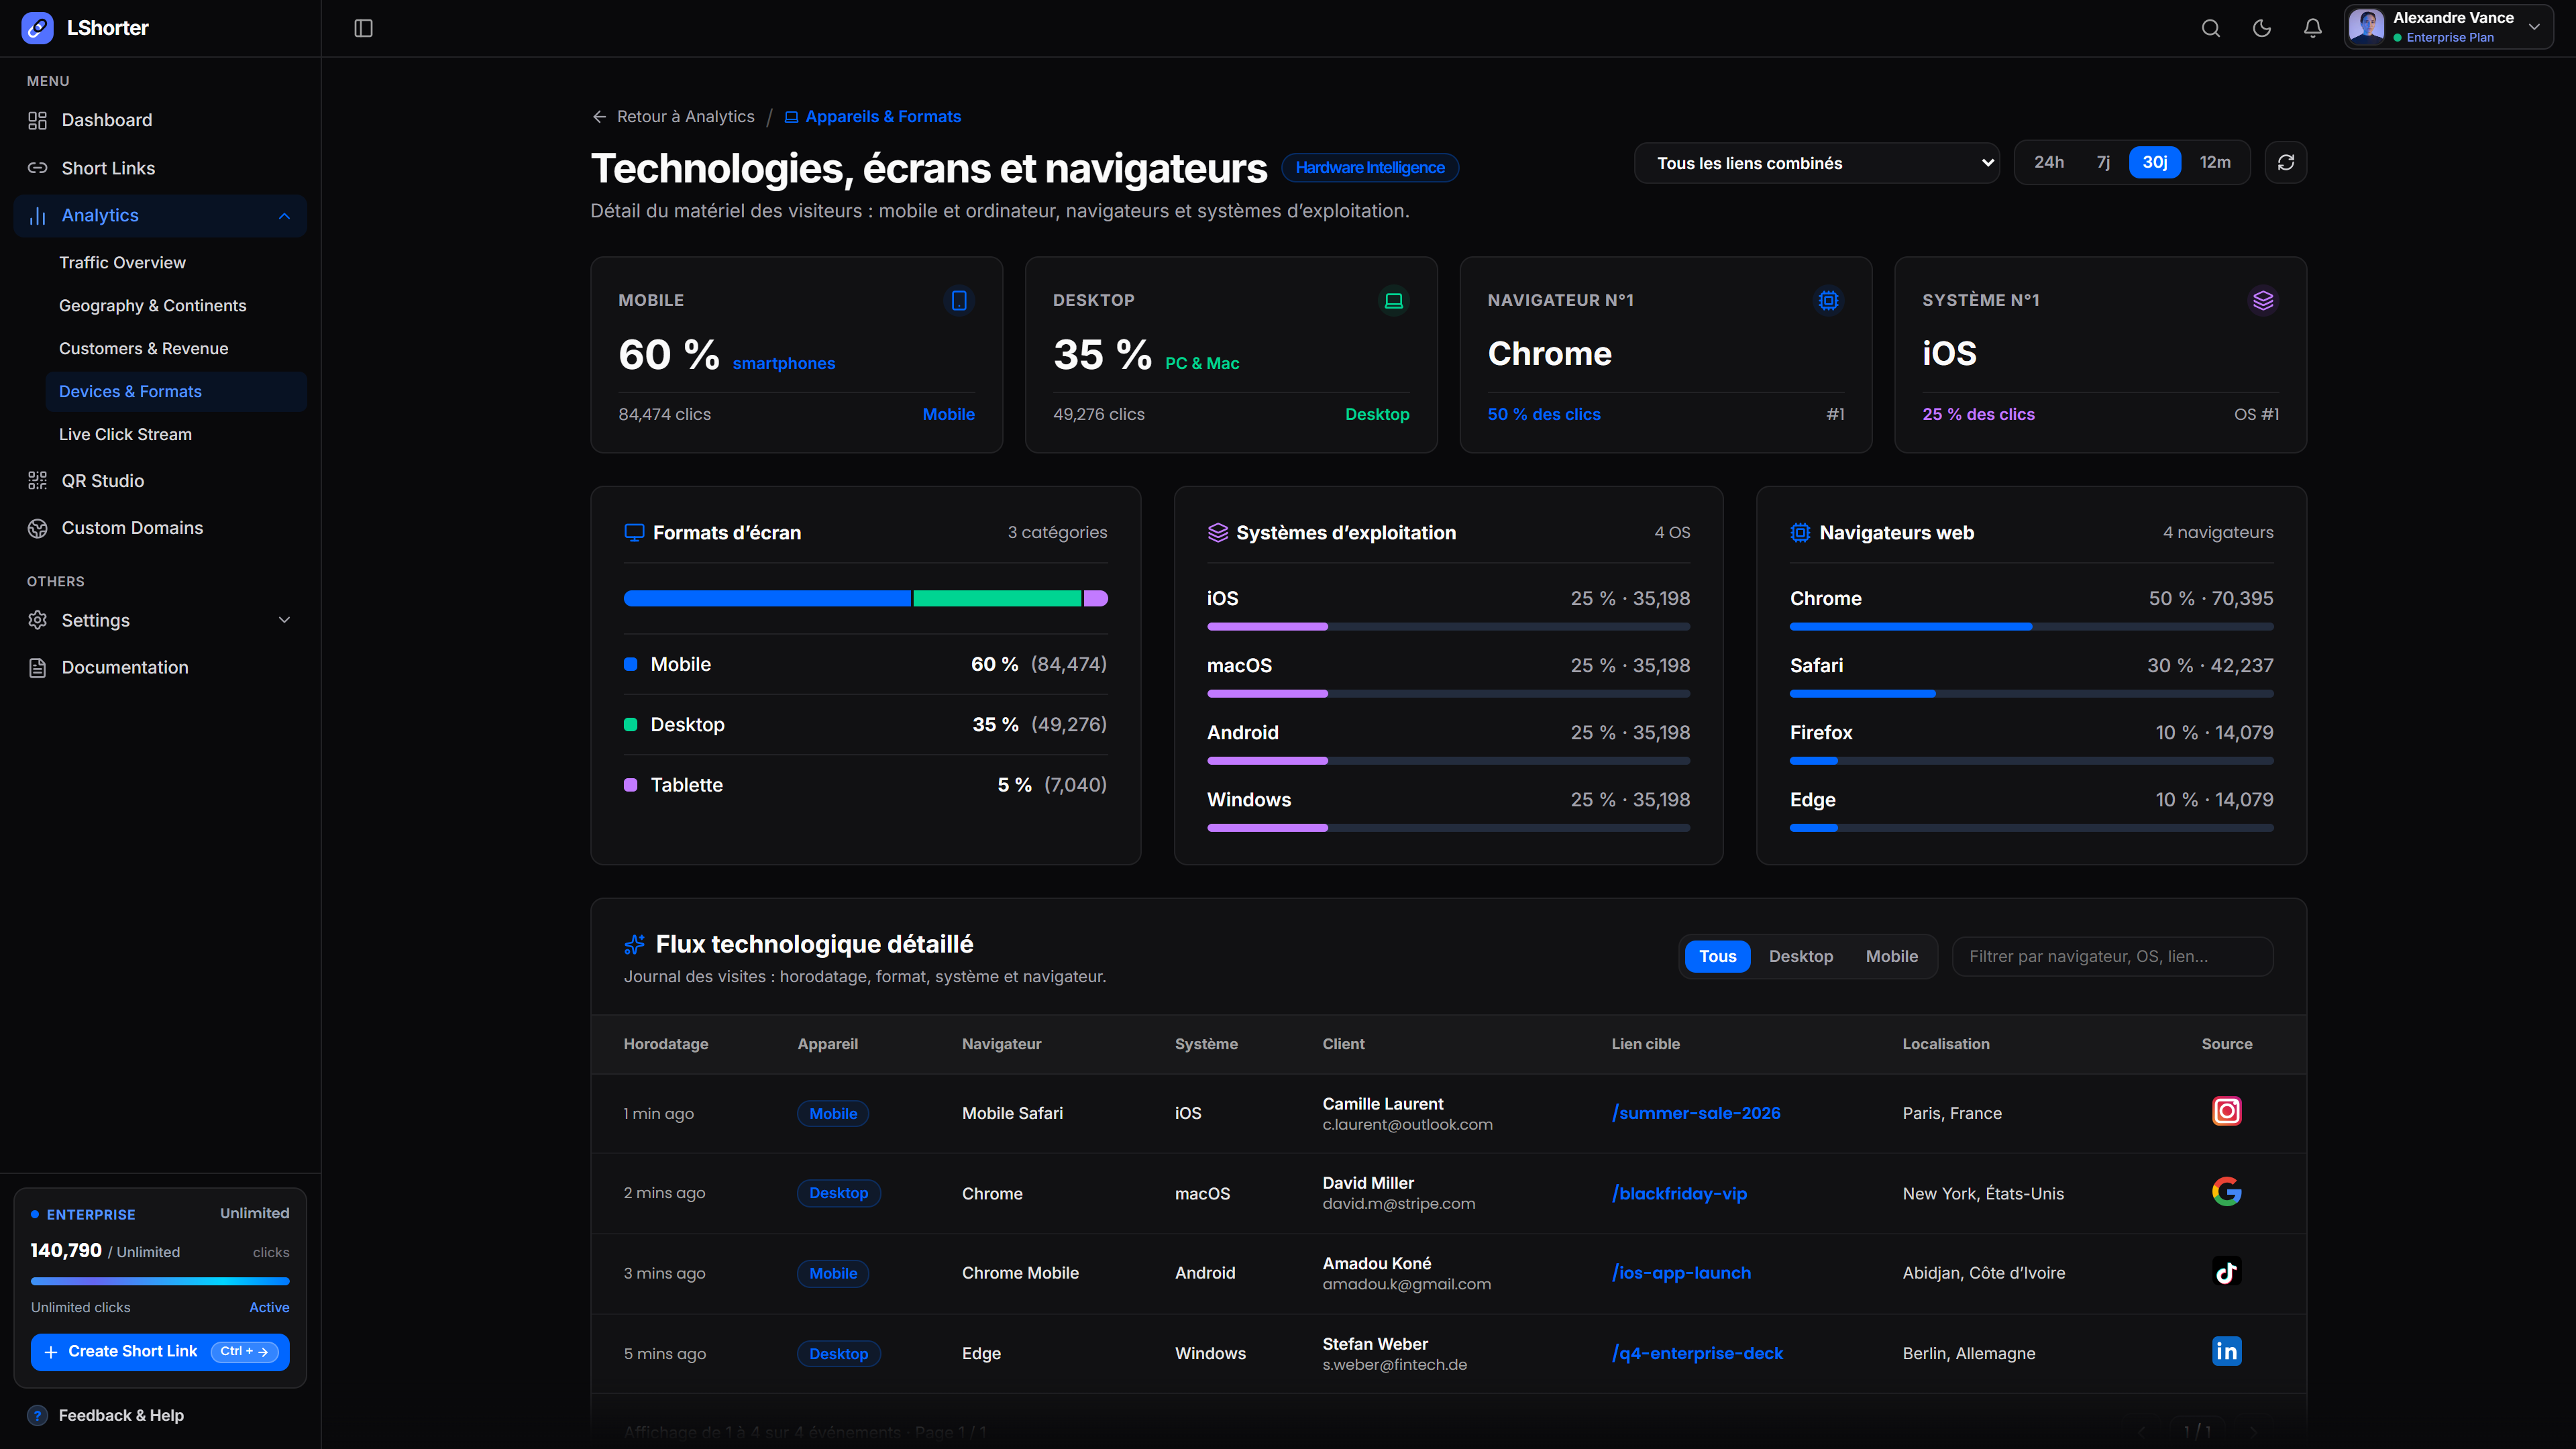 LShorter
Alexandre Vance
Enterprise Plan
MENU
Dashboard
Short Links
Analytics
Traffic Overview
Geography & Continents
Customers & Revenue
Devices & Formats
Live Click Stream
QR Studio
Custom Domains
OTHERS
Settings
Documentation
ENTERPRISE Unlimited
140,790 / Unlimited clicks
Unlimited clicks Active
+ Create Short Link Ctrl + →
? Feedback & Help
← Retour à Analytics / Appareils & Formats
Technologies, écrans et navigateurs Hardware Intelligence
Détail du matériel des visiteurs : mobile et ordinateur, navigateurs et systèmes d’exploitation.
Tous les liens combinés 24h 7j 30j 12m
MOBILE
60 % smartphones
84,474 clics Mobile
DESKTOP
35 % PC & Mac
49,276 clics Desktop
NAVIGATEUR N°1
Chrome
50 % des clics #1
SYSTÈME N°1
iOS
25 % des clics OS #1
Formats d’écran 3 catégories
Mobile 60 % (84,474)
Desktop 35 % (49,276)
Tablette 5 % (7,040)
Systèmes d’exploitation 4 OS
iOS 25 % · 35,198
macOS 25 % · 35,198
Android 25 % · 35,198
Windows 25 % · 35,198
Navigateurs web 4 navigateurs
Chrome 50 % · 70,395
Safari 30 % · 42,237
Firefox 10 % · 14,079
Edge 10 % · 14,079
Flux technologique détaillé
Journal des visites : horodatage, format, système et navigateur.
Tous Desktop Mobile Filtrer par navigateur, OS, lien...
Horodatage Appareil Navigateur Système Client Lien cible Localisation Source
1 min ago Mobile Mobile Safari iOS Camille Laurent /summer-sale-2026 Paris, France
c.laurent@outlook.com
2 mins ago Desktop Chrome macOS David Miller /blackfriday-vip New York, États-Unis
david.m@stripe.com
3 mins ago Mobile Chrome Mobile Android Amadou Koné /ios-app-launch Abidjan, Côte d’Ivoire
amadou.k@gmail.com
5 mins ago Desktop Edge Windows Stefan Weber /q4-enterprise-deck Berlin, Allemagne in
s.weber@fintech.de
Affichage de 1 à 4 sur 4 événements · Page 1 / 1 1 / 1